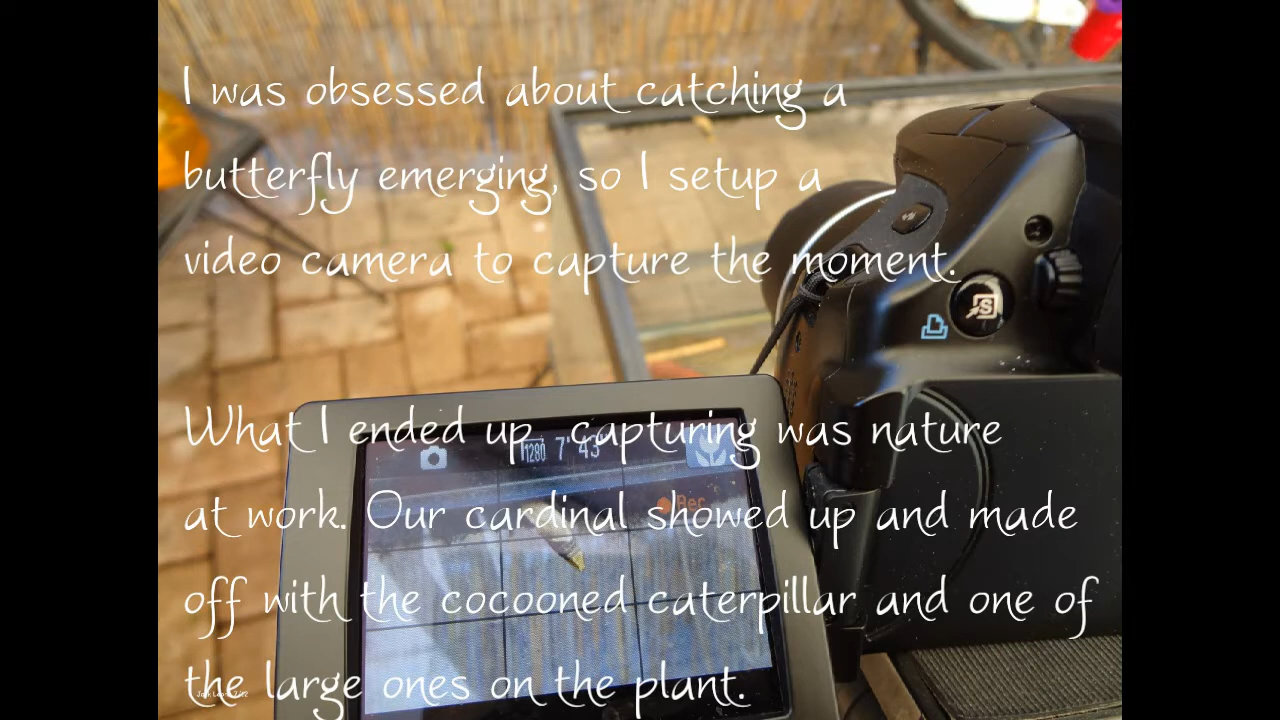 I was obsessed about catching a
butterfly emerging, so I setup a
video camera to capture the moment.
What I ended up capturing was nature
at work. Our cardinal showed up and made
off with the cocooned caterpillar and one of
the large ones on the plant.
1280 7'43
Rec
S